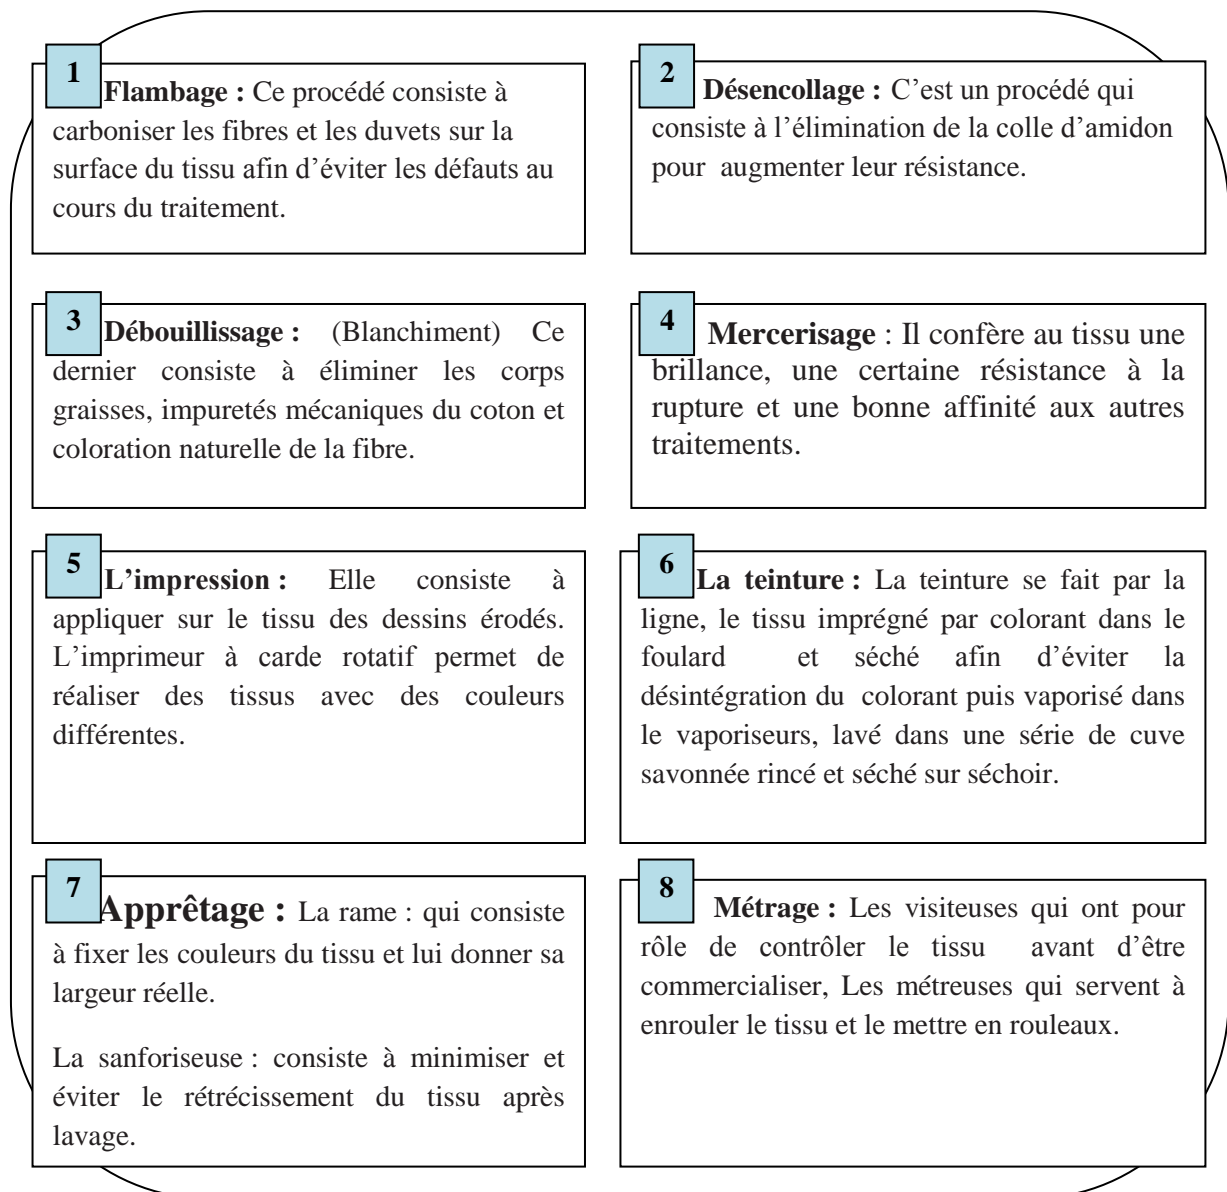 1
Flambage : Ce procédé consiste à
carboniser les fibres et les duvets sur la
surface du tissu afin d’éviter les défauts au
cours du traitement.
2
Désencollage : C’est un procédé qui
consiste à l’élimination de la colle d’amidon
pour augmenter leur résistance.
3
Débouillissage : (Blanchiment) Ce
dernier consiste à éliminer les corps
graisses, impuretés mécaniques du coton et
coloration naturelle de la fibre.
4
Mercerisage : Il confère au tissu une
brillance, une certaine résistance à la
rupture et une bonne affinité aux autres
traitements.
5
L’impression : Elle consiste à
appliquer sur le tissu des dessins érodés.
L’imprimeur à carde rotatif permet de
réaliser des tissus avec des couleurs
différentes.
6
La teinture : La teinture se fait par la
ligne, le tissu imprégné par colorant dans le
foulard et séché afin d’éviter la
désintégration du colorant puis vaporisé dans
le vaporiseurs, lavé dans une série de cuve
savonnée rincé et séché sur séchoir.
7
Apprêtage : La rame : qui consiste
à fixer les couleurs du tissu et lui donner sa
largeur réelle.
La sanforiseuse : consiste à minimiser et
éviter le rétrécissement du tissu après
lavage.
8
Métrage : Les visiteuses qui ont pour
rôle de contrôler le tissu avant d’être
commercialiser, Les métreuses qui servent à
enrouler le tissu et le mettre en rouleaux.